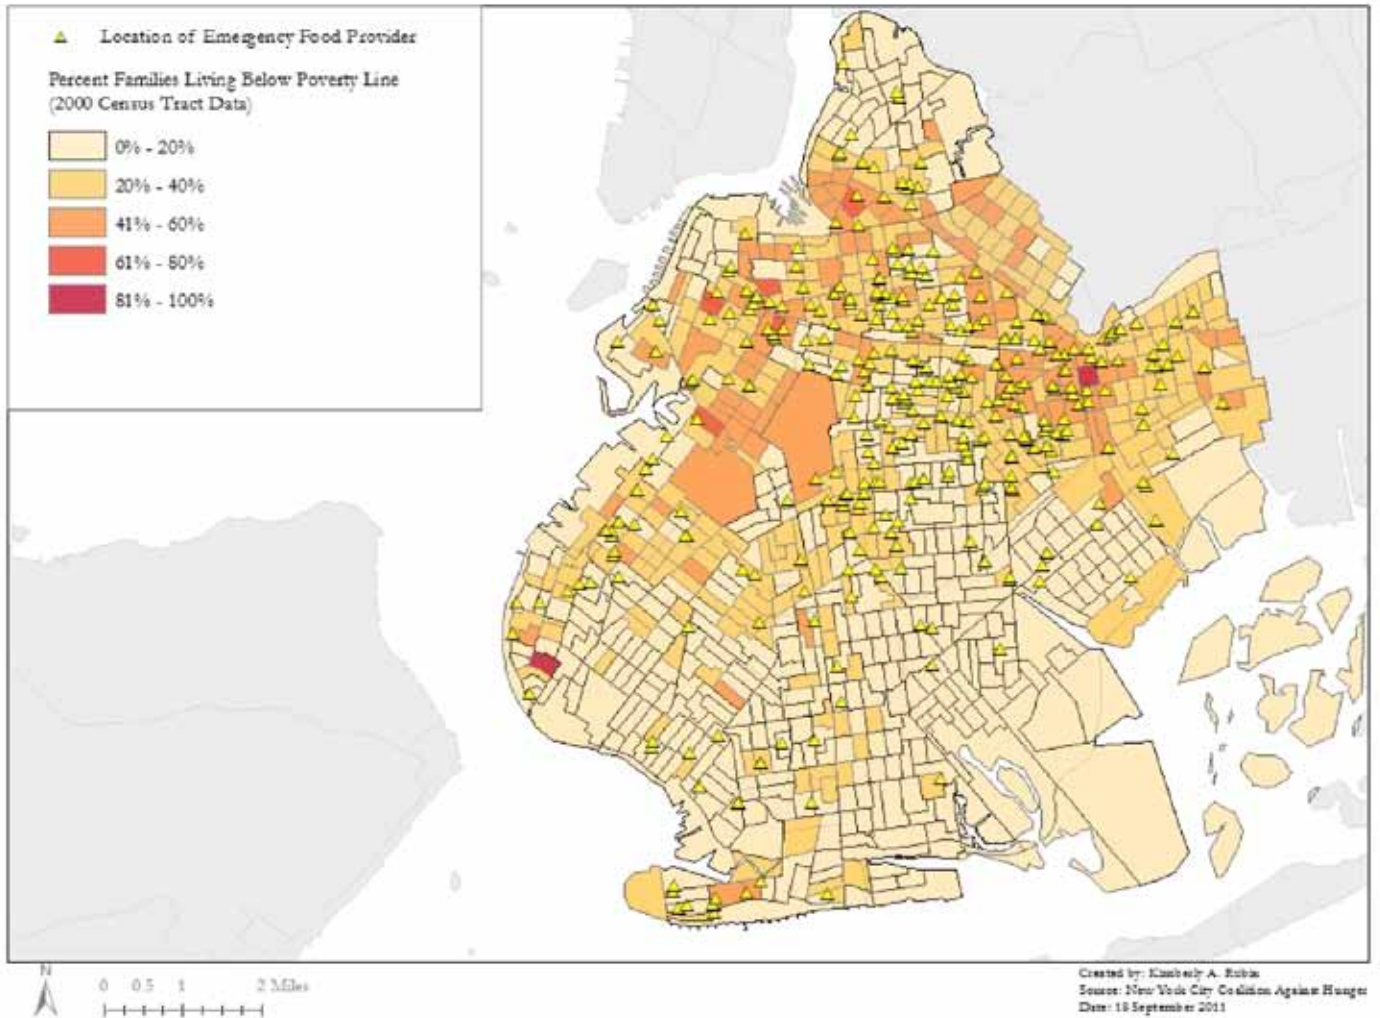 Location of Emergency Food Provider
Percent Families Living Below Poverty Line
(2000 Census Tract Data)
0% - 20%
20% - 40%
41% - 60%
61% - 80%
81% - 100%
N
0 0.5 1 2 Miles
Created by: Kimberly A. Rubin
Source: New York City Coalition Against Hunger
Date: 18 September 2011